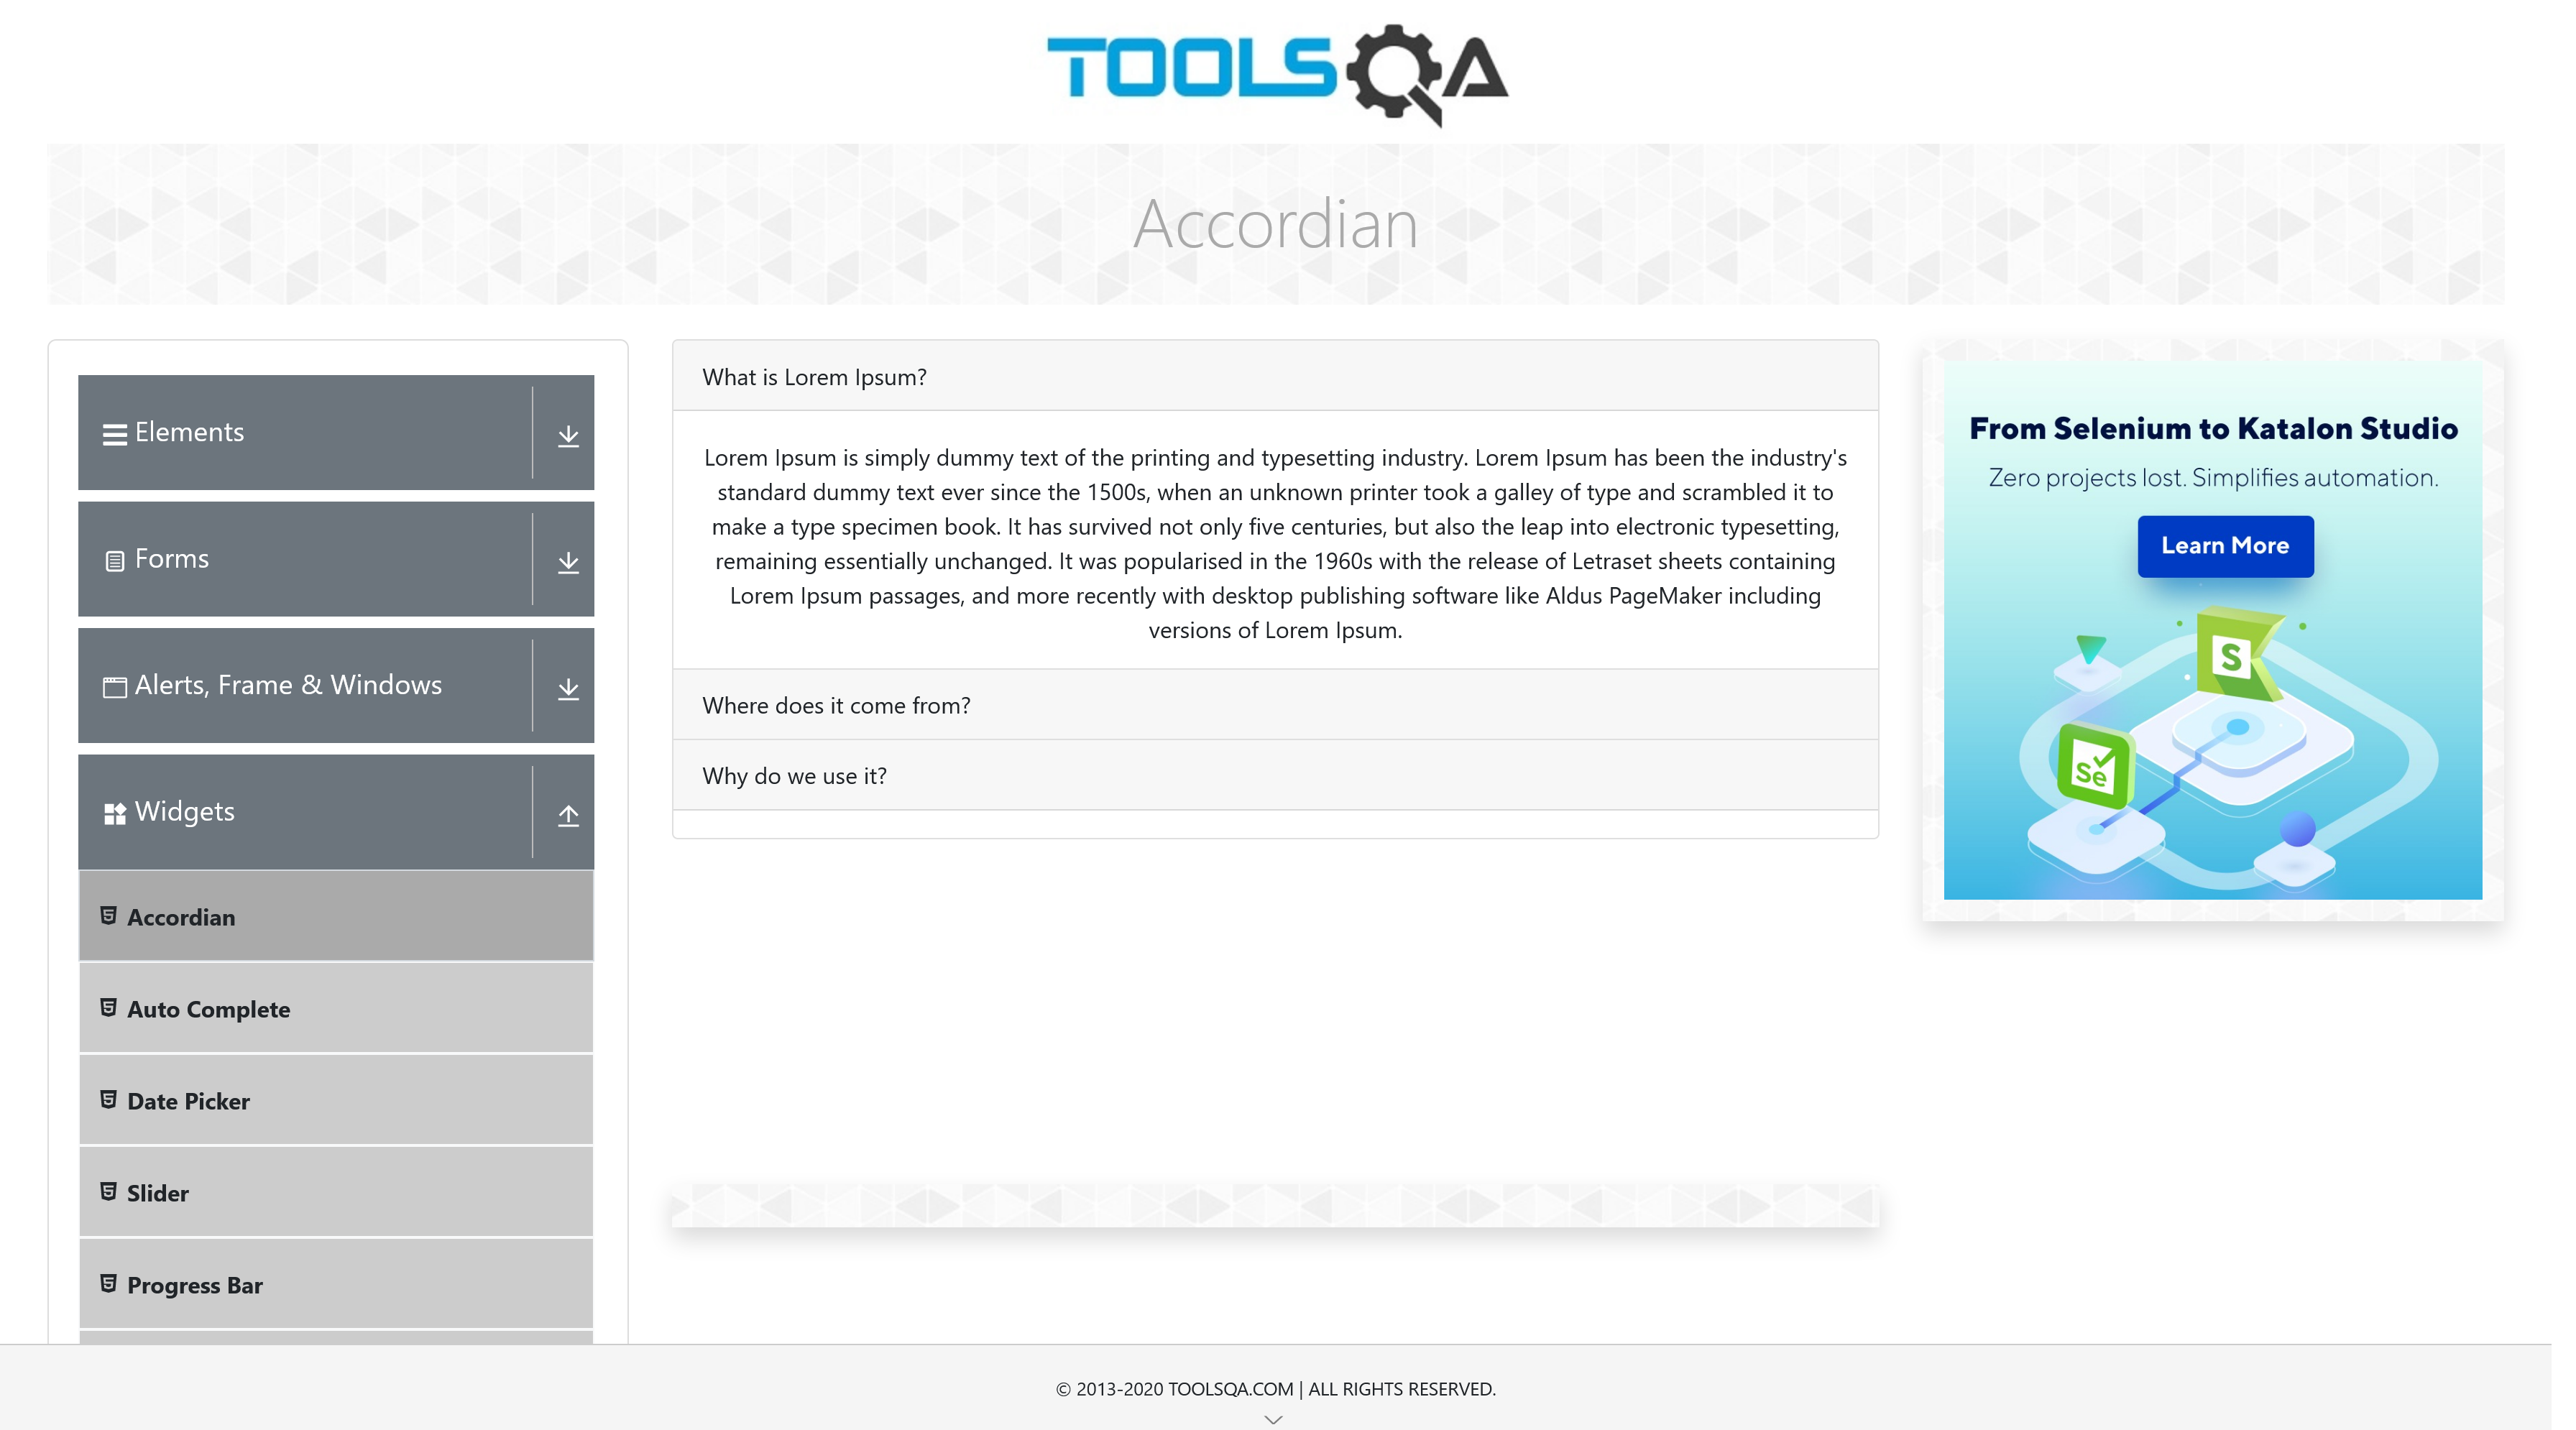 TOOLSQA
Accordian
Elements
Forms
Alerts, Frame & Windows
Widgets
Accordian
Auto Complete
Date Picker
Slider
Progress Bar
What is Lorem Ipsum?
Lorem Ipsum is simply dummy text of the printing and typesetting industry. Lorem Ipsum has been the industry's
standard dummy text ever since the 1500s, when an unknown printer took a galley of type and scrambled it to
make a type specimen book. It has survived not only five centuries, but also the leap into electronic typesetting,
remaining essentially unchanged. It was popularised in the 1960s with the release of Letraset sheets containing
Lorem Ipsum passages, and more recently with desktop publishing software like Aldus PageMaker including
versions of Lorem Ipsum.
Where does it come from?
Why do we use it?
From Selenium to Katalon Studio
Zero projects lost. Simplifies automation.
Learn More
S
Se
© 2013-2020 TOOLSQA.COM | ALL RIGHTS RESERVED.